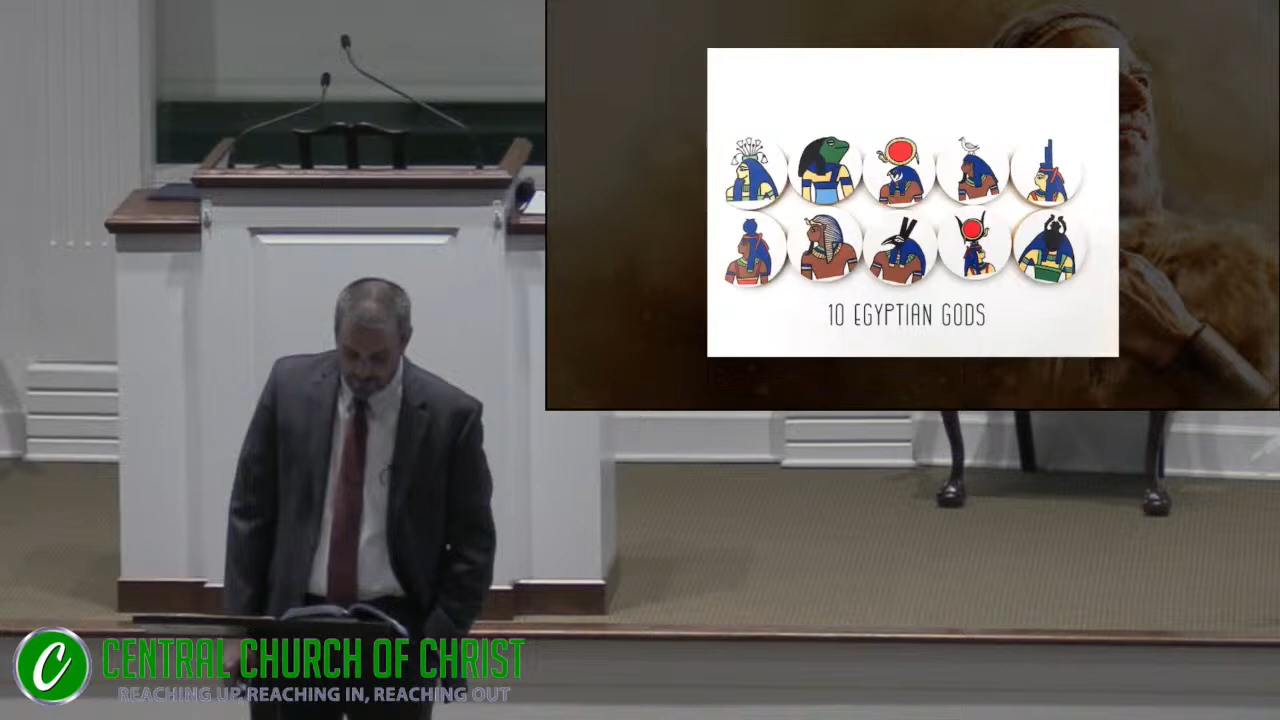 10 EGYPTIAN GODS
CENTRAL CHURCH OF CHRIST
REACHING UP, REACHING IN, REACHING OUT